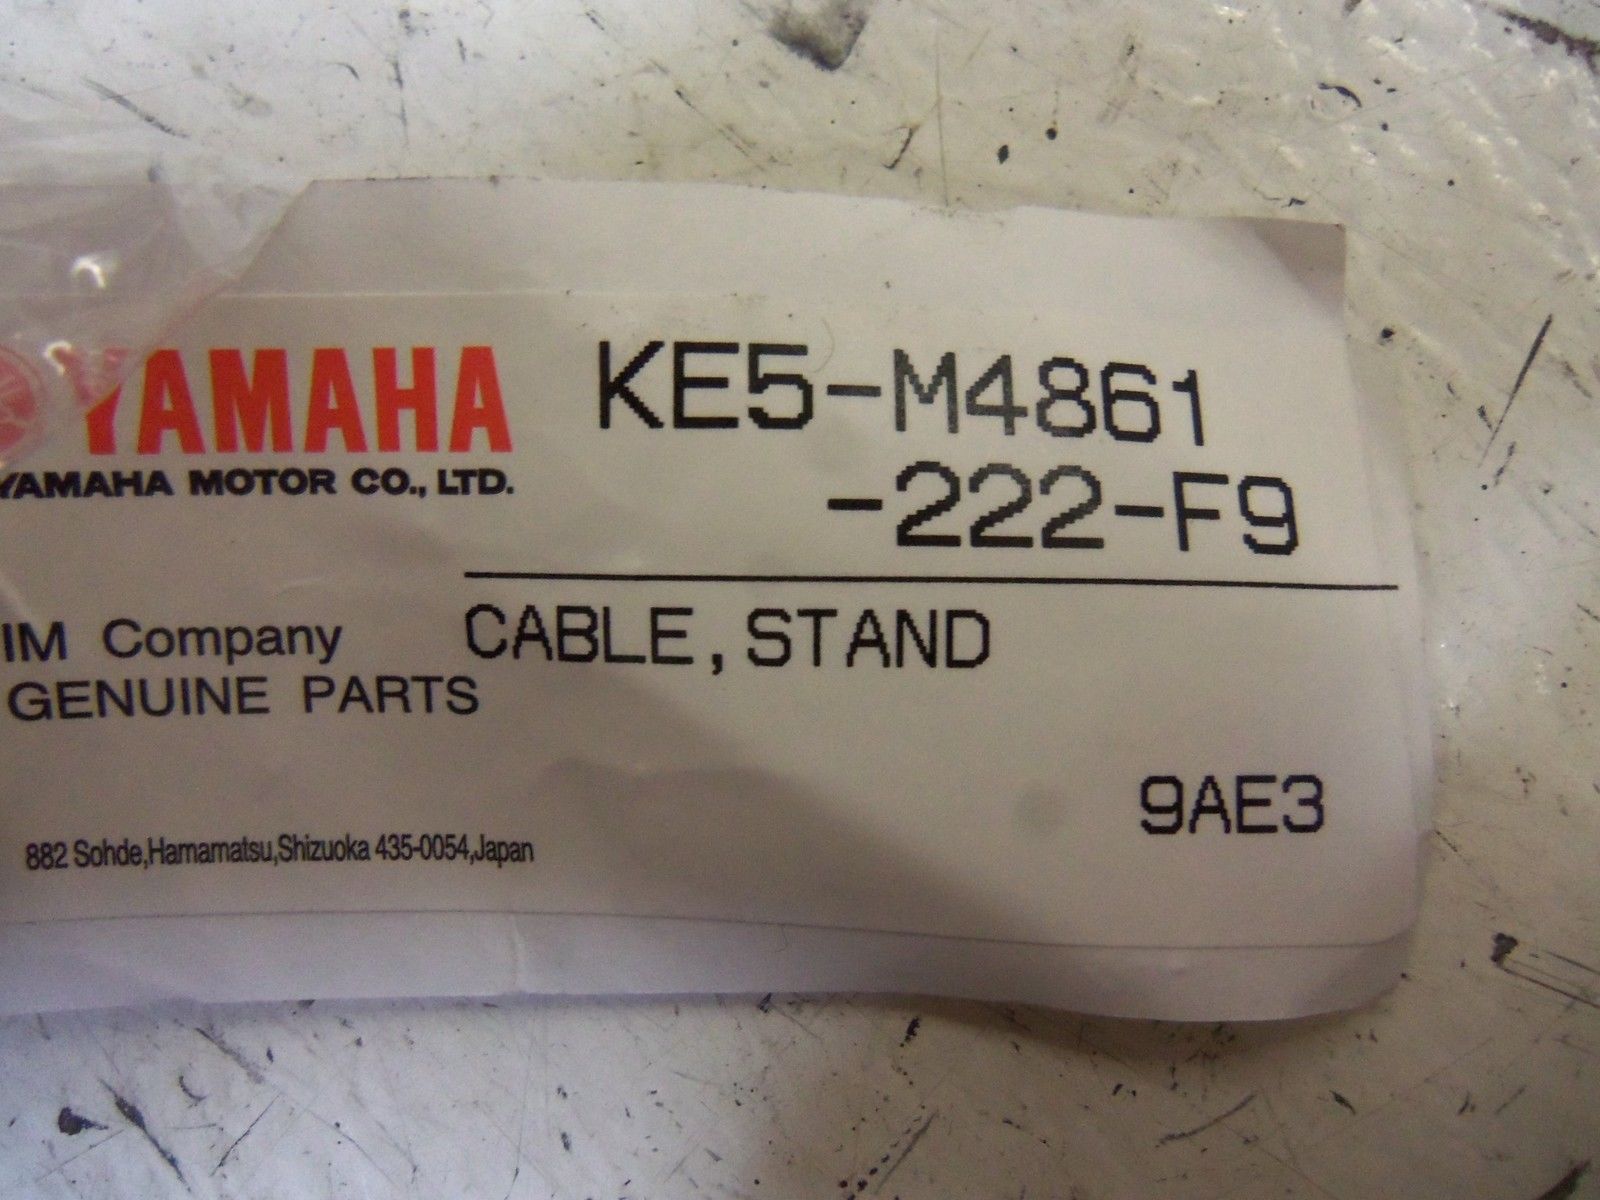 YAMAHA
YAMAHA MOTOR CO., LTD.
KE5-M4861
-222-F9
IM Company
GENUINE PARTS
CABLE, STAND
9AE3
882 Sohde,Hamamatsu,Shizuoka 435-0054,Japan